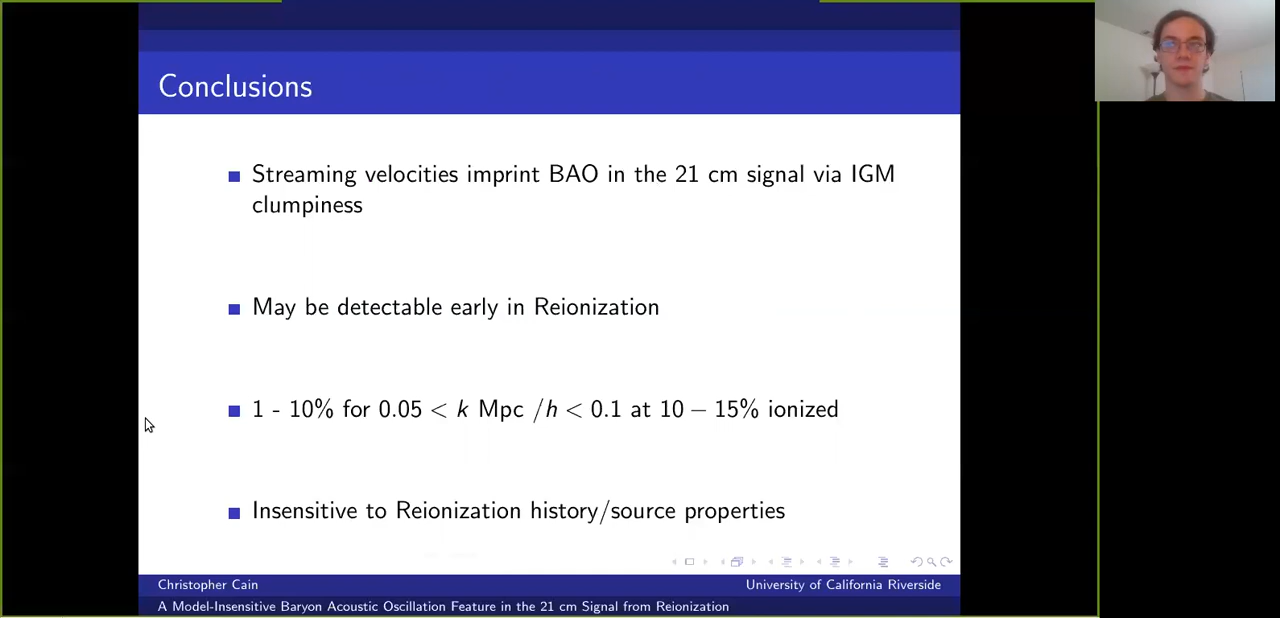 Conclusions
Streaming velocities imprint BAO in the 21 cm signal via IGM
clumpiness
May be detectable early in Reionization
1 - 10% for 0.05 < k Mpc /h < 0.1 at 10 − 15% ionized
Insensitive to Reionization history/source properties
Christopher Cain
University of California Riverside
A Model-Insensitive Baryon Acoustic Oscillation Feature in the 21 cm Signal from Reionization